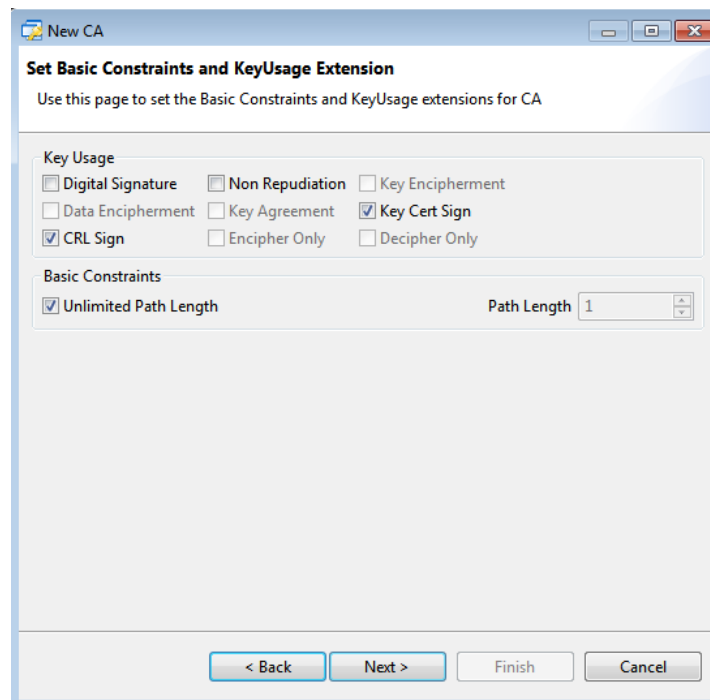 New CA
Set Basic Constraints and KeyUsage Extension
Use this page to set the Basic Constraints and KeyUsage extensions for CA
Key Usage
Digital Signature Non Repudiation Key Encipherment
Data Encipherment Key Agreement Key Cert Sign
CRL Sign Encipher Only Decipher Only
Basic Constraints
Unlimited Path Length Path Length 1
< Back Next > Finish Cancel